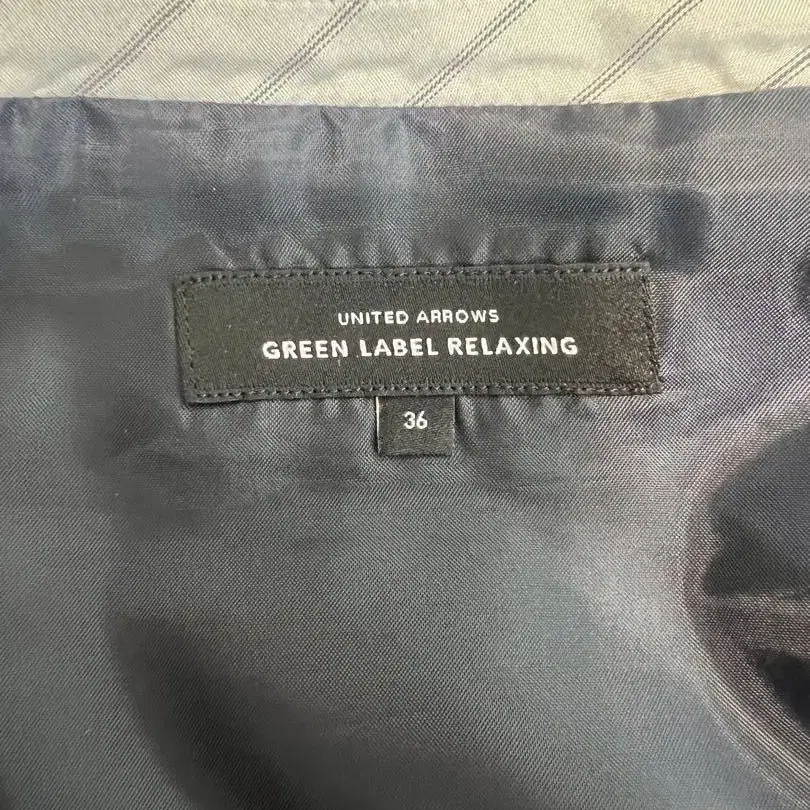 UNITED ARROWS
GREEN LABEL RELAXING
36